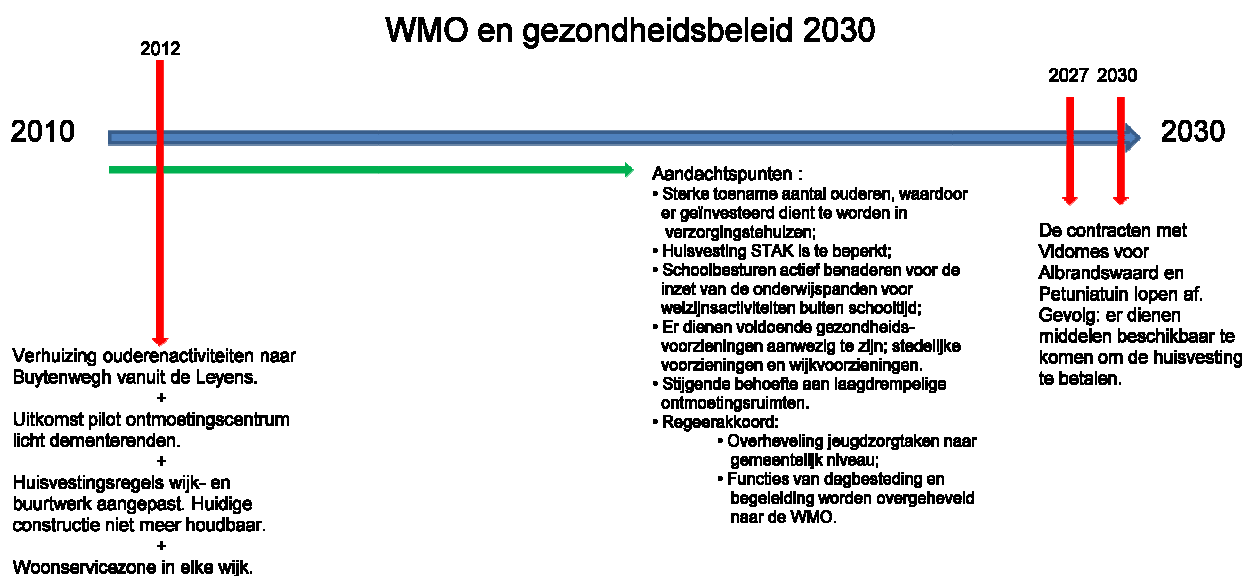 WMO en gezondheidsbeleid 2030
2012
2027 2030
2010
2030
Verhuizing ouderenactiviteiten naar
Buytenwegh vanuit de Leyens.
+
Uitkomst pilot ontmoetingscentrum
licht dementerenden.
+
Huisvestingsregels wijk- en
buurtwerk aangepast. Huidige
constructie niet meer houdbaar.
+
Woonservicezone in elke wijk.
Aandachtspunten :
• Sterke toename aantal ouderen, waardoor
er geïnvesteerd dient te worden in
verzorgingstehuizen;
• Huisvesting STAK is te beperkt;
• Schoolbesturen actief benaderen voor de
inzet van de onderwijspanden voor
welzijnsactiviteiten buiten schooltijd;
• Er dienen voldoende gezondheids-
voorzieningen aanwezig te zijn; stedelijke
voorzieningen en wijkvoorzieningen.
• Stijgende behoefte aan laagdrempelige
ontmoetingsruimten.
• Regeerakkoord:
• Overheveling jeugdzorgtaken naar
gemeentelijk niveau;
• Functies van dagbesteding en
begeleiding worden overgeheveld
naar de WMO.
De contracten met
Vidomes voor
Albrandswaard en
Petuniatuin lopen af.
Gevolg: er dienen
middelen beschikbaar te
komen om de huisvesting
te betalen.